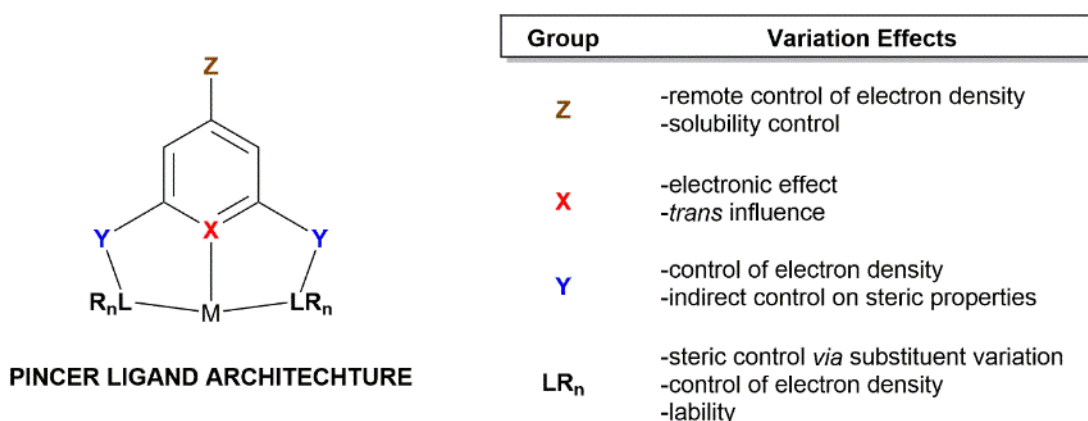 Z
X
Y Y
RₙL M LRₙ
PINCER LIGAND ARCHITECHTURE
Group Variation Effects
Z
-remote control of electron density
-solubility control
X
-electronic effect
-trans influence
Y
-control of electron density
-indirect control on steric properties
LRₙ
-steric control via substituent variation
-control of electron density
-lability